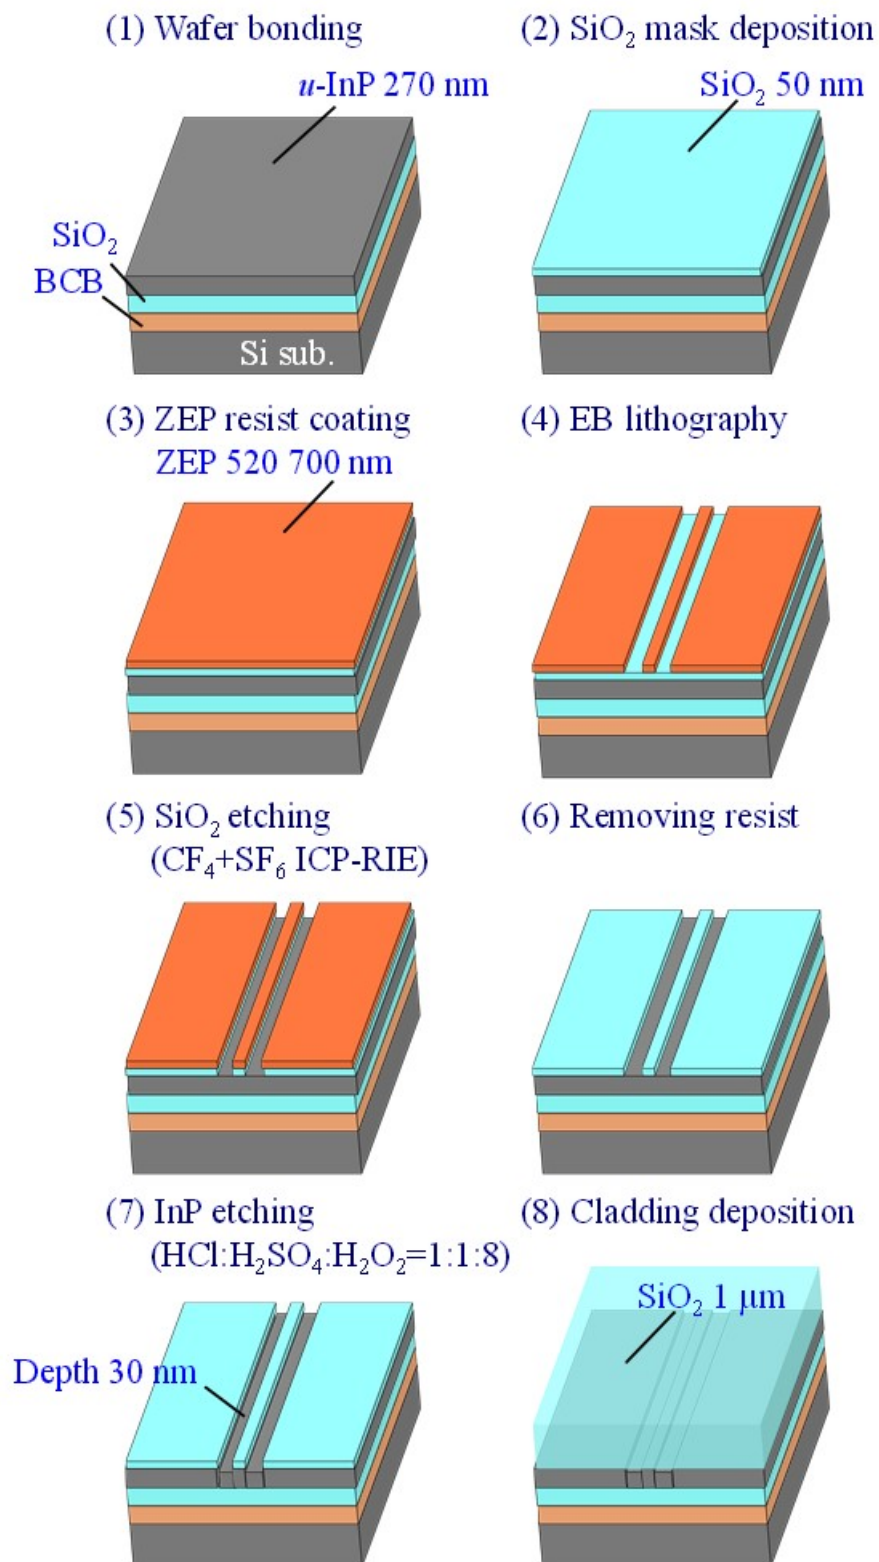 (1) Wafer bonding
u-InP 270 nm
SiO₂
BCB
Si sub.
(2) SiO₂ mask deposition
SiO₂ 50 nm
(3) ZEP resist coating
ZEP 520 700 nm
(4) EB lithography
(5) SiO₂ etching
(CF₄+SF₆ ICP-RIE)
(6) Removing resist
(7) InP etching
(HCl:H₂SO₄:H₂O₂=1:1:8)
Depth 30 nm
(8) Cladding deposition
SiO₂ 1 μm